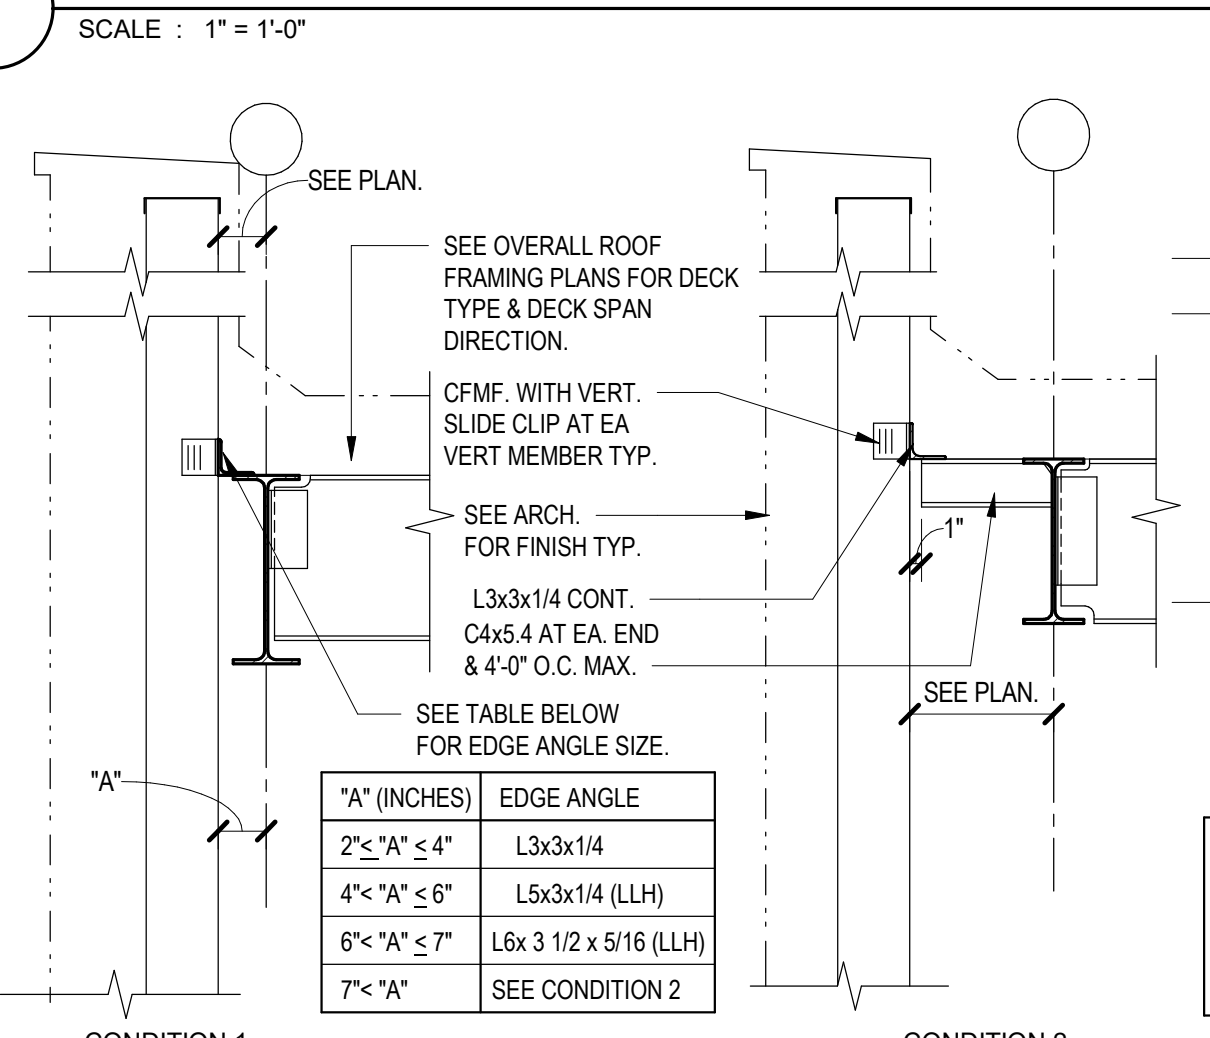 SCALE : 1" = 1'-0"
SEE PLAN.
SEE OVERALL ROOF
FRAMING PLANS FOR DECK
TYPE & DECK SPAN
DIRECTION.
CFMF. WITH VERT.
SLIDE CLIP AT EA
VERT MEMBER TYP.
SEE ARCH.
FOR FINISH TYP.
1"
L3x3x1/4 CONT.
C4x5.4 AT EA. END
& 4'-0" O.C. MAX.
SEE PLAN.
SEE TABLE BELOW
FOR EDGE ANGLE SIZE.
"A"
"A" (INCHES) EDGE ANGLE
2"≤ "A" ≤ 4" L3x3x1/4
4"< "A" ≤ 6" L5x3x1/4 (LLH)
6"< "A" ≤ 7" L6x 3 1/2 x 5/16 (LLH)
7"< "A" SEE CONDITION 2
CONDITION 1
CONDITION 2